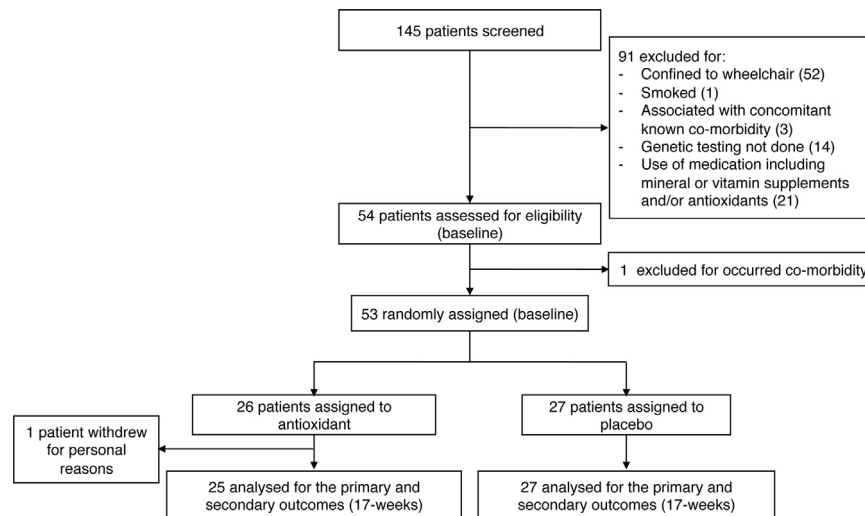 145 patients screened
91 excluded for:
- Confined to wheelchair (52)
- Smoked (1)
- Associated with concomitant
known co-morbidity (3)
- Genetic testing not done (14)
- Use of medication including
mineral or vitamin supplements
and/or antioxidants (21)
54 patients assessed for eligibility
(baseline)
1 excluded for occurred co-morbidity
53 randomly assigned (baseline)
26 patients assigned to
antioxidant
27 patients assigned to
placebo
1 patient withdrew
for personal
reasons
25 analysed for the primary and
secondary outcomes (17-weeks)
27 analysed for the primary and
secondary outcomes (17-weeks)